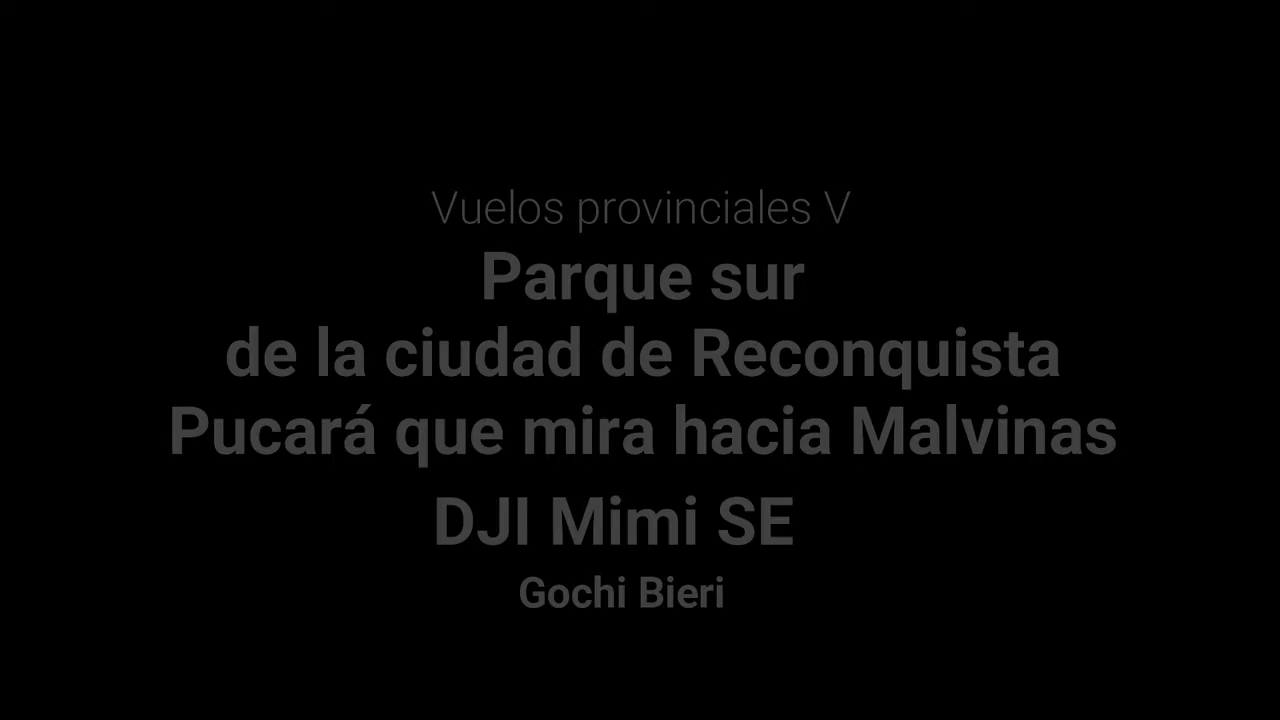 Vuelos provinciales V
Parque sur
de la ciudad de Reconquista
Pucará que mira hacia Malvinas
DJI Mimi SE
Gochi Bieri